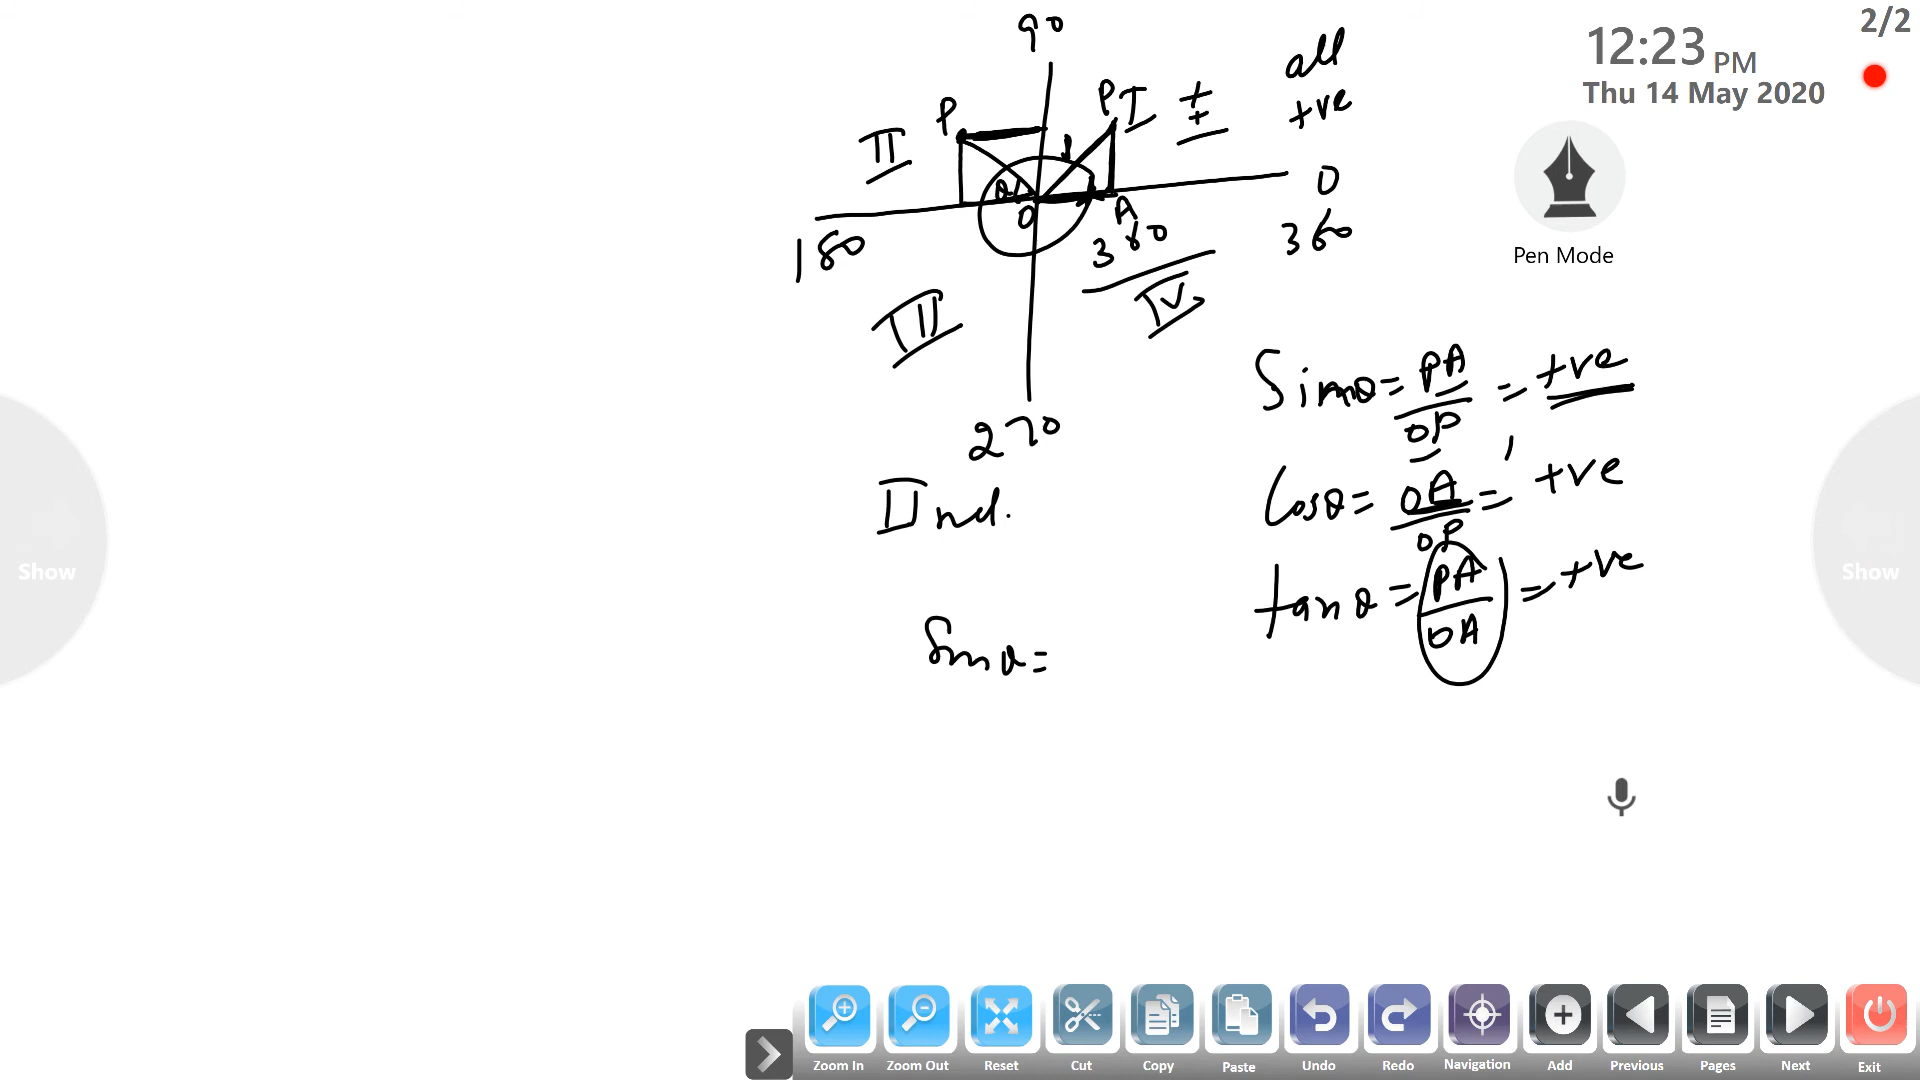 2/2
12:23 PM
Thu 14 May 2020
Pen Mode
90
all
+ve
P
P I +
+
II
0
θ
O
A
180
380
360
III
IV
Sinθ = PA/OP = +ve
270
Cosθ = OA/OP = +ve
IInd.
tanθ = PA/OA = +ve
Sinθ =
Show
Show
Zoom In
Zoom Out
Reset
Cut
Copy
Paste
Undo
Redo
Navigation
Add
Previous
Pages
Next
Exit